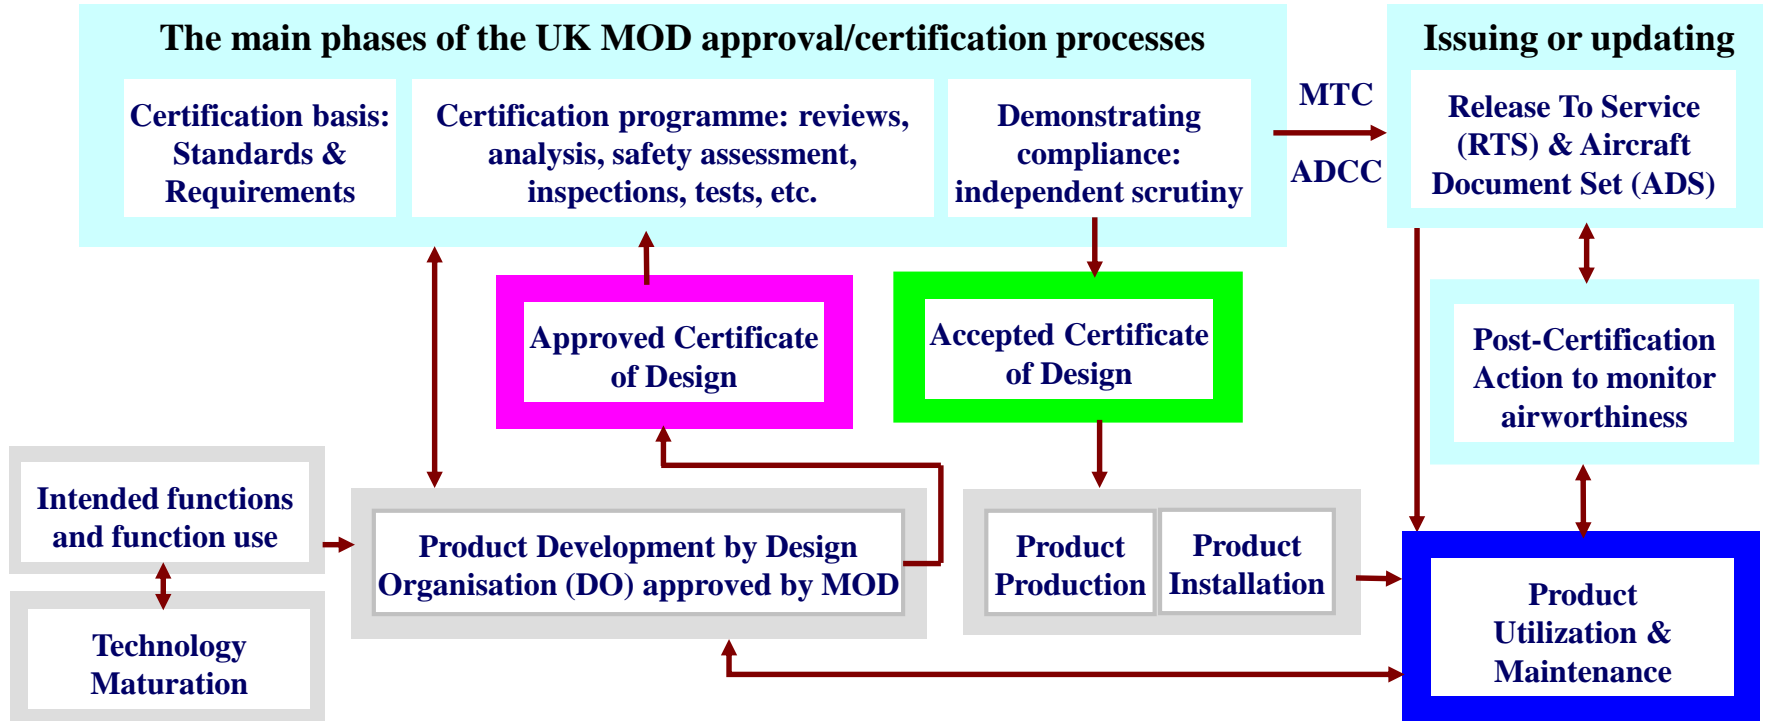 The main phases of the UK MOD approval/certification processes
Certification basis:
Standards &
Requirements
Certification programme: reviews,
analysis, safety assessment,
inspections, tests, etc.
Demonstrating
compliance:
independent scrutiny
MTC
ADCC
Issuing or updating
Release To Service
(RTS) & Aircraft
Document Set (ADS)
Approved Certificate
of Design
Accepted Certificate
of Design
Post-Certification
Action to monitor
airworthiness
Intended functions
and function use
Technology
Maturation
Product Development by Design
Organisation (DO) approved by MOD
Product
Production
Product
Installation
Product
Utilization &
Maintenance